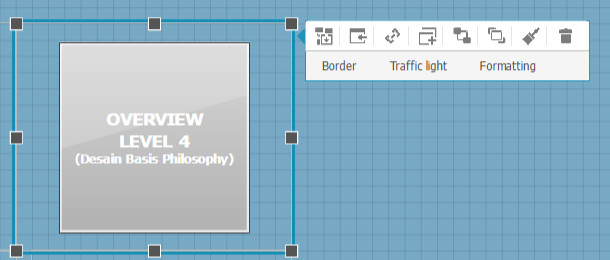 OVERVIEW
LEVEL 4
(Desain Basis Philosophy)
Border Traffic light Formatting